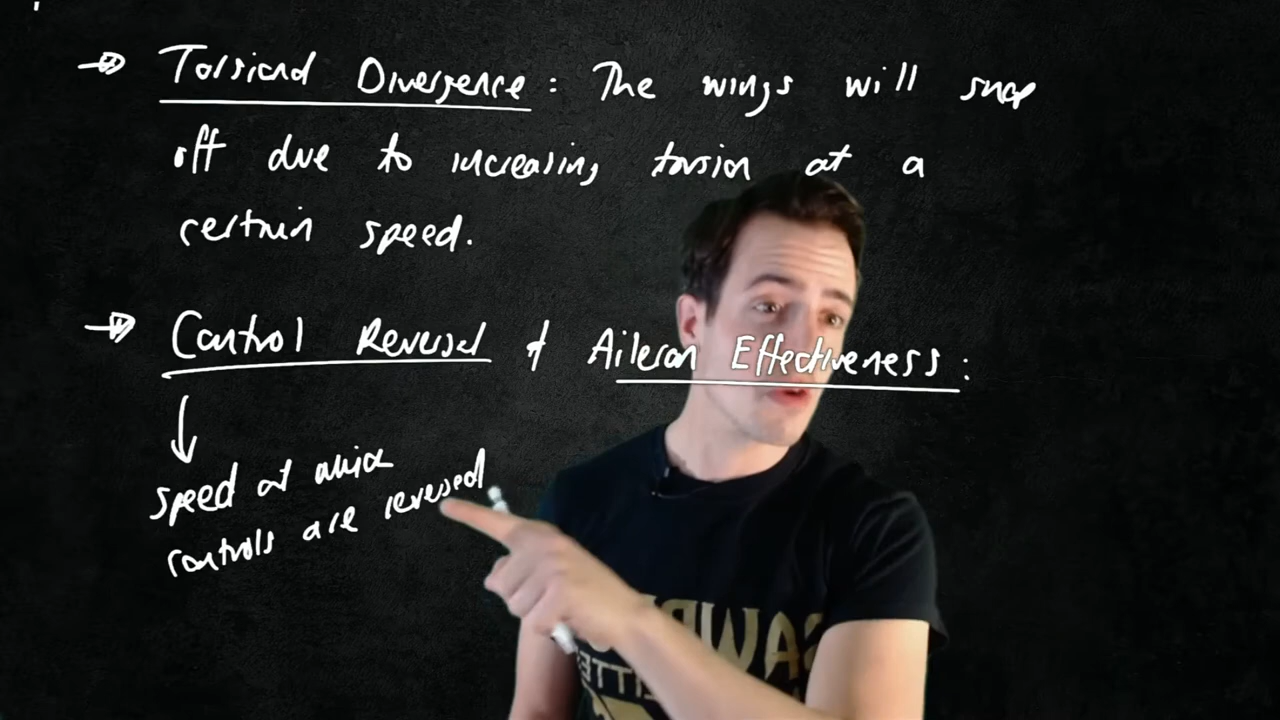 → Torsional Divergence: The wings will snap
off due to increasing torsion at a
certain speed.
→ Control Reversal & Aileron Effectiveness:
↓
speed at which
controls are reversed